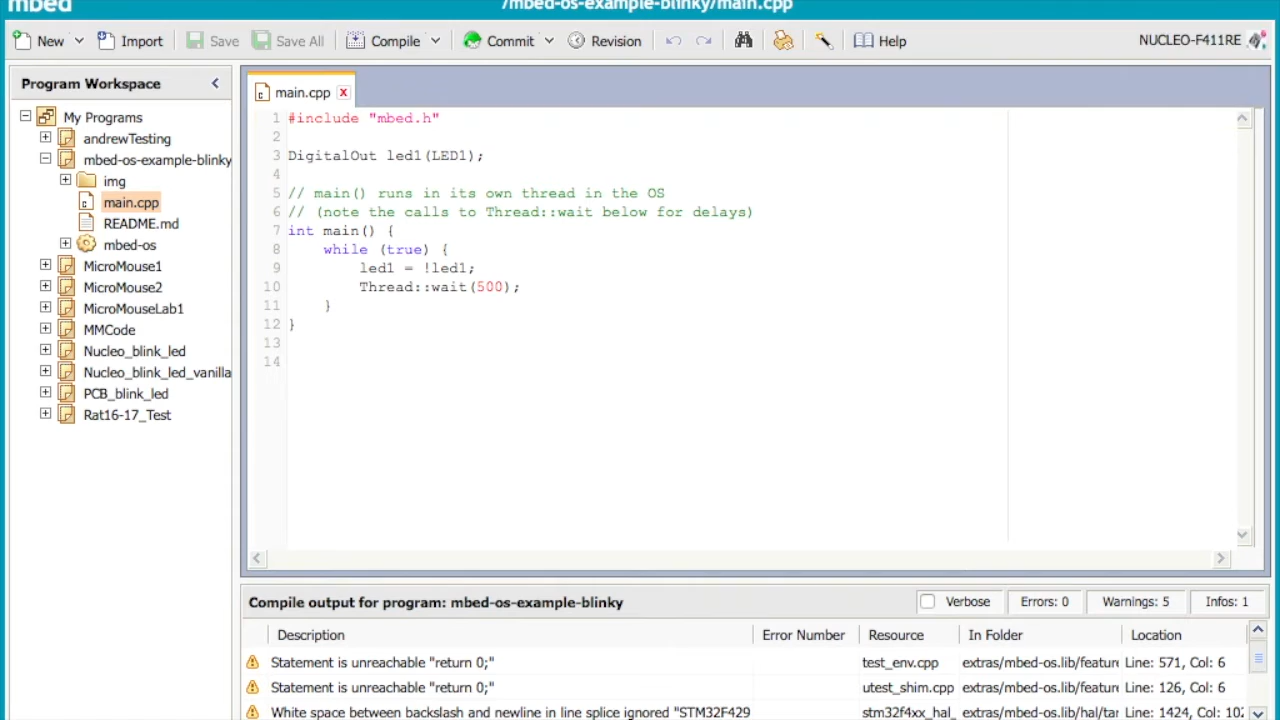 mbed
/mbed-os-example-blinky/main.cpp
New Import Save Save All Compile Commit Revision Help NUCLEO-F411RE
Program Workspace
My Programs
andrewTesting
mbed-os-example-blinky
img
main.cpp
README.md
mbed-os
MicroMouse1
MicroMouse2
MicroMouseLab1
MMCode
Nucleo_blink_led
Nucleo_blink_led_vanilla
PCB_blink_led
Rat16-17_Test
main.cpp x
1 #include "mbed.h"
2
3 DigitalOut led1(LED1);
4
5 // main() runs in its own thread in the OS
6 // (note the calls to Thread::wait below for delays)
7 int main() {
8     while (true) {
9         led1 = !led1;
10         Thread::wait(500);
11     }
12 }
13
14
Compile output for program: mbed-os-example-blinky Verbose Errors: 0 Warnings: 5 Infos: 1
Description Error Number Resource In Folder Location
Statement is unreachable "return 0;" test_env.cpp extras/mbed-os.lib/feature Line: 571, Col: 6
Statement is unreachable "return 0;" utest_shim.cpp extras/mbed-os.lib/feature Line: 126, Col: 6
White space between backslash and newline in line splice ignored "STM32F429 stm32f4xx_hal_ extras/mbed-os.lib/hal/tar Line: 1424, Col: 102